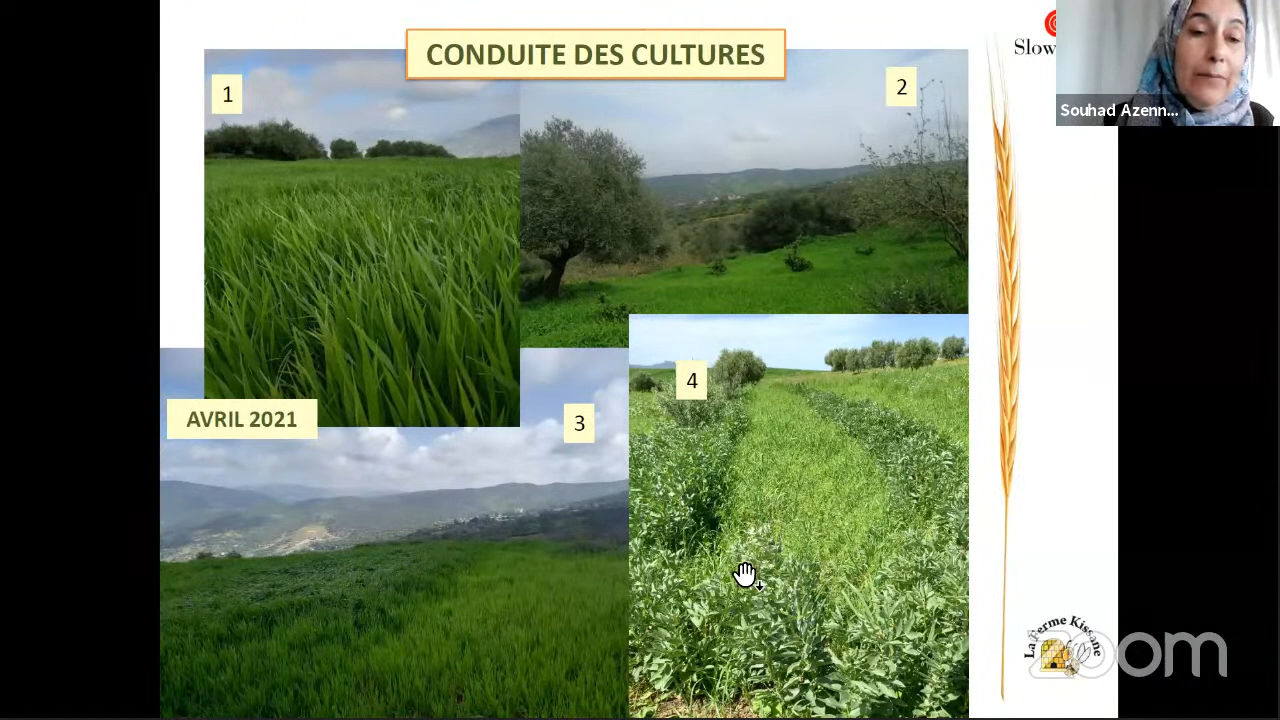 CONDUITE DES CULTURES
Slow
1
2
Souhad Azenn...
4
AVRIL 2021
3
La Ferme Kissane
zoom